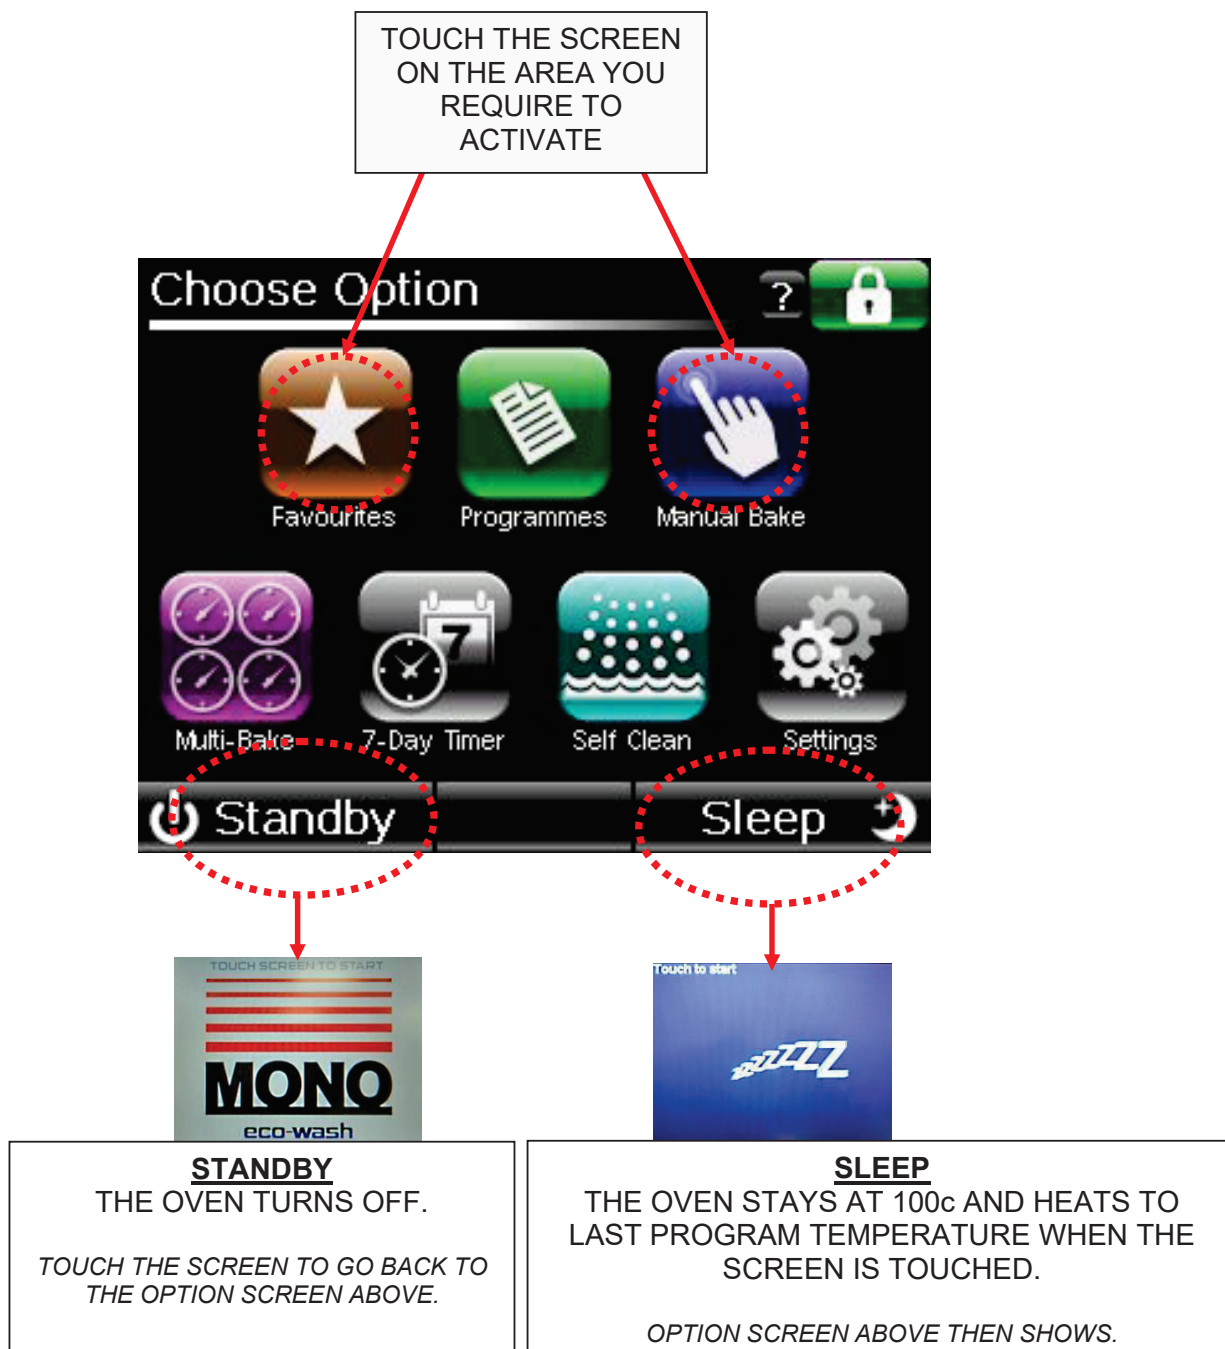 TOUCH THE SCREEN
ON THE AREA YOU
REQUIRE TO
ACTIVATE
Choose Option
?
Favourites
Programmes
Manual Bake
7
Multi-Bake
7-Day Timer
Self Clean
Settings
Standby
Sleep
TOUCH SCREEN TO START
MONO
eco-wash
Touch to start
zzzzzZZ
STANDBY
THE OVEN TURNS OFF.
TOUCH THE SCREEN TO GO BACK TO
THE OPTION SCREEN ABOVE.
SLEEP
THE OVEN STAYS AT 100c AND HEATS TO
LAST PROGRAM TEMPERATURE WHEN THE
SCREEN IS TOUCHED.
OPTION SCREEN ABOVE THEN SHOWS.